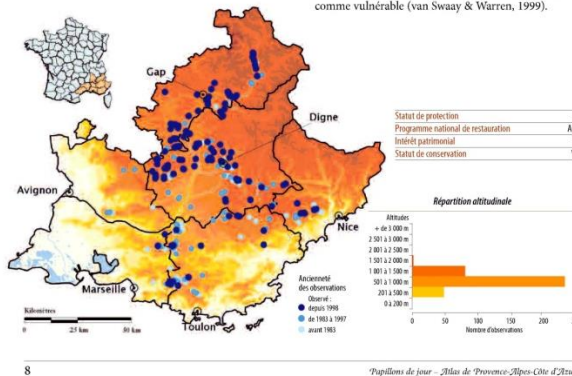 comme vulnérable (van Swaay & Warren, 1999).
Gap
Digne
Avignon
Nice
Marseille
Toulon
Kilomètres
0 25 km 50 km
Ancienneté
des observations
Observé :
depuis 1998
de 1983 à 1997
avant 1983
Statut de protection
Programme national de restauration A
Intérêt patrimonial
Statut de conservation
Répartition altitudinale
Altitudes
+ de 3 000 m
2 501 à 3 000 m
2 001 à 2 500 m
1 501 à 2 000 m
1 001 à 1 500 m
501 à 1 000 m
201 à 500 m
0 à 200 m
0 50 100 150 200
Nombre d'observations
8
Papillons de jour – Atlas de Provence-Alpes-Côte d'Azu